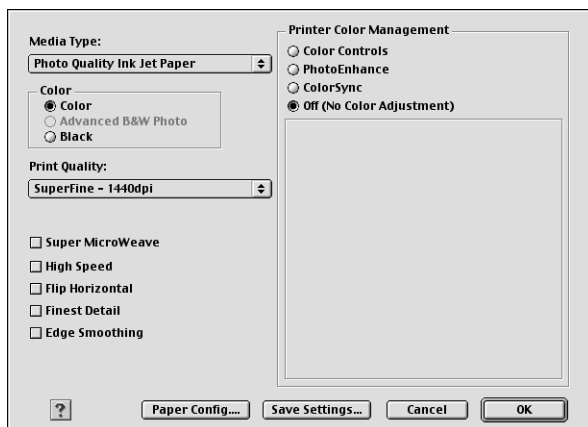 Media Type:
Photo Quality Ink Jet Paper
Color
Color
Advanced B&W Photo
Black
Print Quality:
SuperFine - 1440dpi
Super MicroWeave
High Speed
Flip Horizontal
Finest Detail
Edge Smoothing
Printer Color Management
Color Controls
PhotoEnhance
ColorSync
Off (No Color Adjustment)
?
Paper Config....
Save Settings...
Cancel
OK